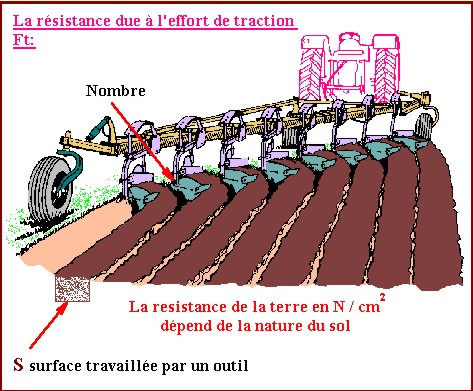 La résistance due à l'effort de traction
Ft:
Nombre
La resistance de la terre en N / cm²
dépend de la nature du sol
S surface travaillée par un outil